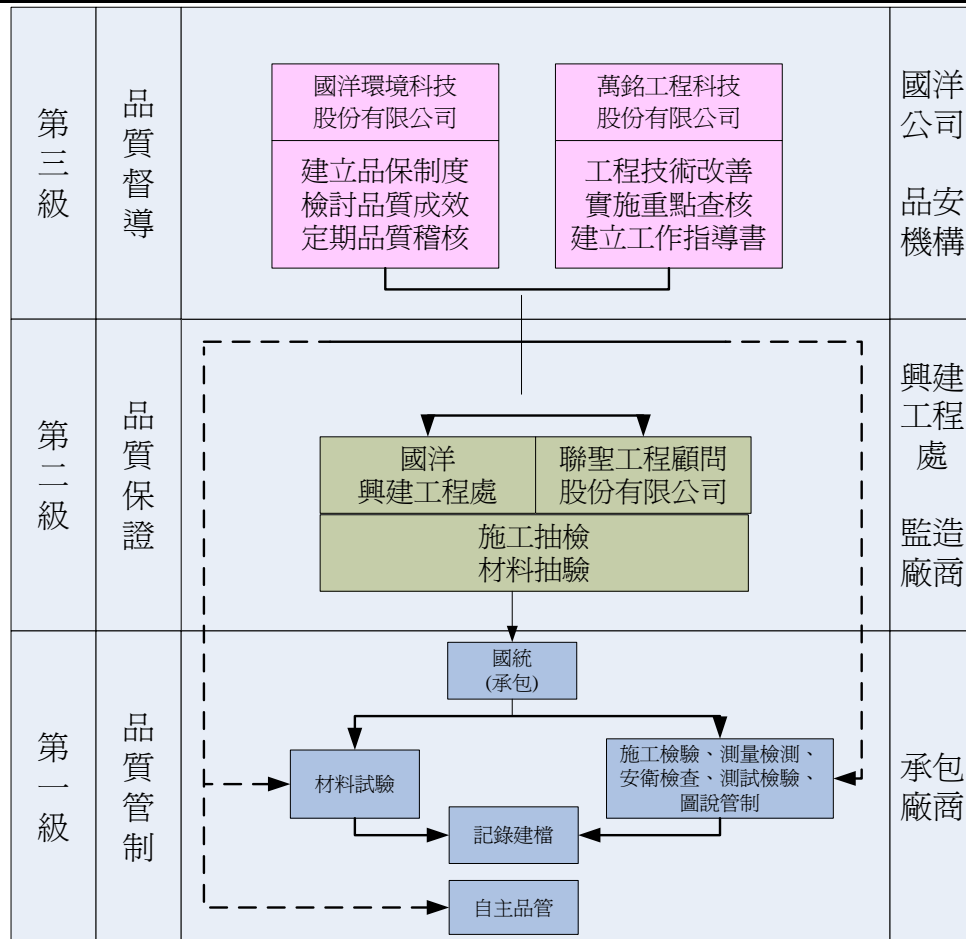 第三級
品質督導
國洋環境科技
股份有限公司
建立品保制度
檢討品質成效
定期品質稽核
萬銘工程科技
股份有限公司
工程技術改善
實施重點查核
建立工作指導書
國洋
公司
品安
機構
第二級
品質保證
國洋
興建工程處
聯聖工程顧問
股份有限公司
施工抽檢
材料抽驗
興建
工程
處
監造
廠商
第一級
品質管制
國統
(承包)
材料試驗
施工檢驗、測量檢測、
安衛檢查、測試檢驗、
圖說管制
記錄建檔
自主品管
承包
廠商